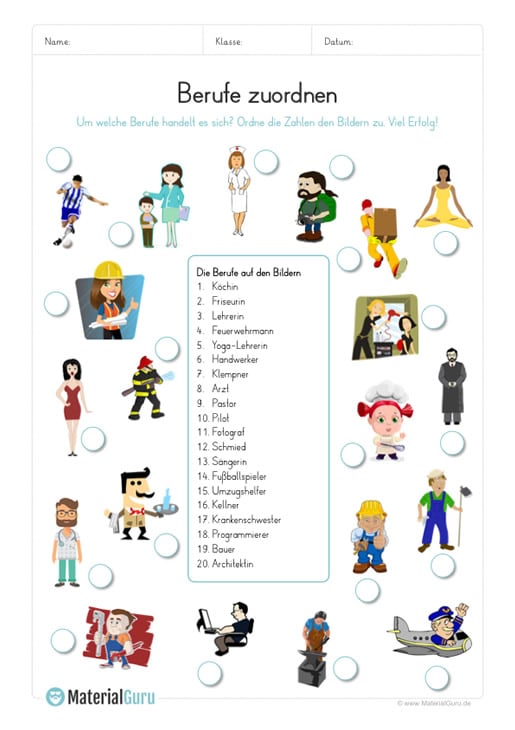 Name: Klasse: Datum:
Berufe zuordnen
Um welche Berufe handelt es sich? Ordne die Zahlen den Bildern zu. Viel Erfolg!
Die Berufe auf den Bildern
1. Köchin
2. Friseurin
3. Lehrerin
4. Feuerwehrmann
5. Yoga-Lehrerin
6. Handwerker
7. Klempner
8. Arzt
9. Pastor
10. Pilot
11. Fotograf
12. Schmied
13. Sängerin
14. Fußballspieler
15. Umzugshelfer
16. Kellner
17. Krankenschwester
18. Programmierer
19. Bauer
20. Architektin
MaterialGuru
© www.MaterialGuru.de